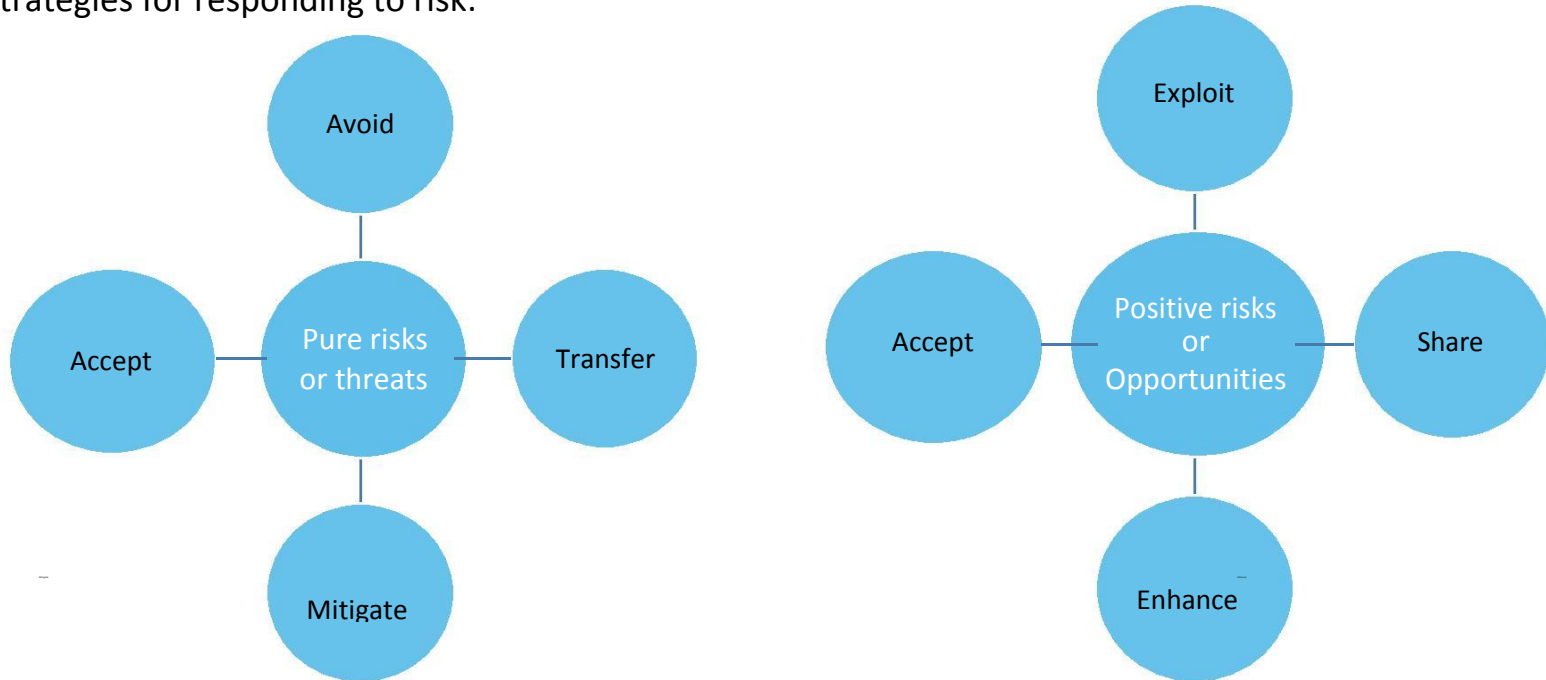 trategies for responding to risk.
Avoid
Accept
Pure risks
or threats
Transfer
Mitigate
Exploit
Accept
Positive risks
or
Opportunities
Share
Enhance